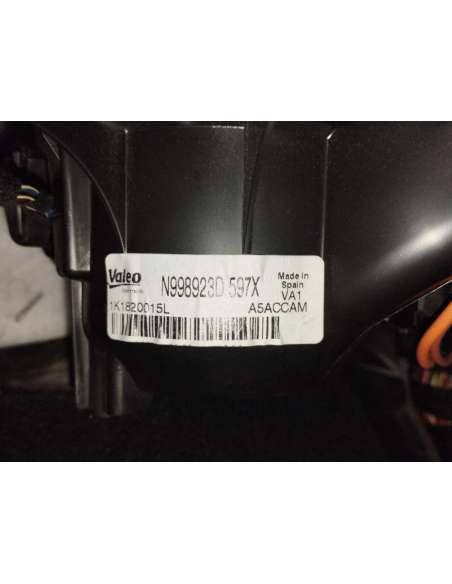 Valeo
N998923D 597X
Made in
Spain
VA1
1K1820015L
A5ACCAM